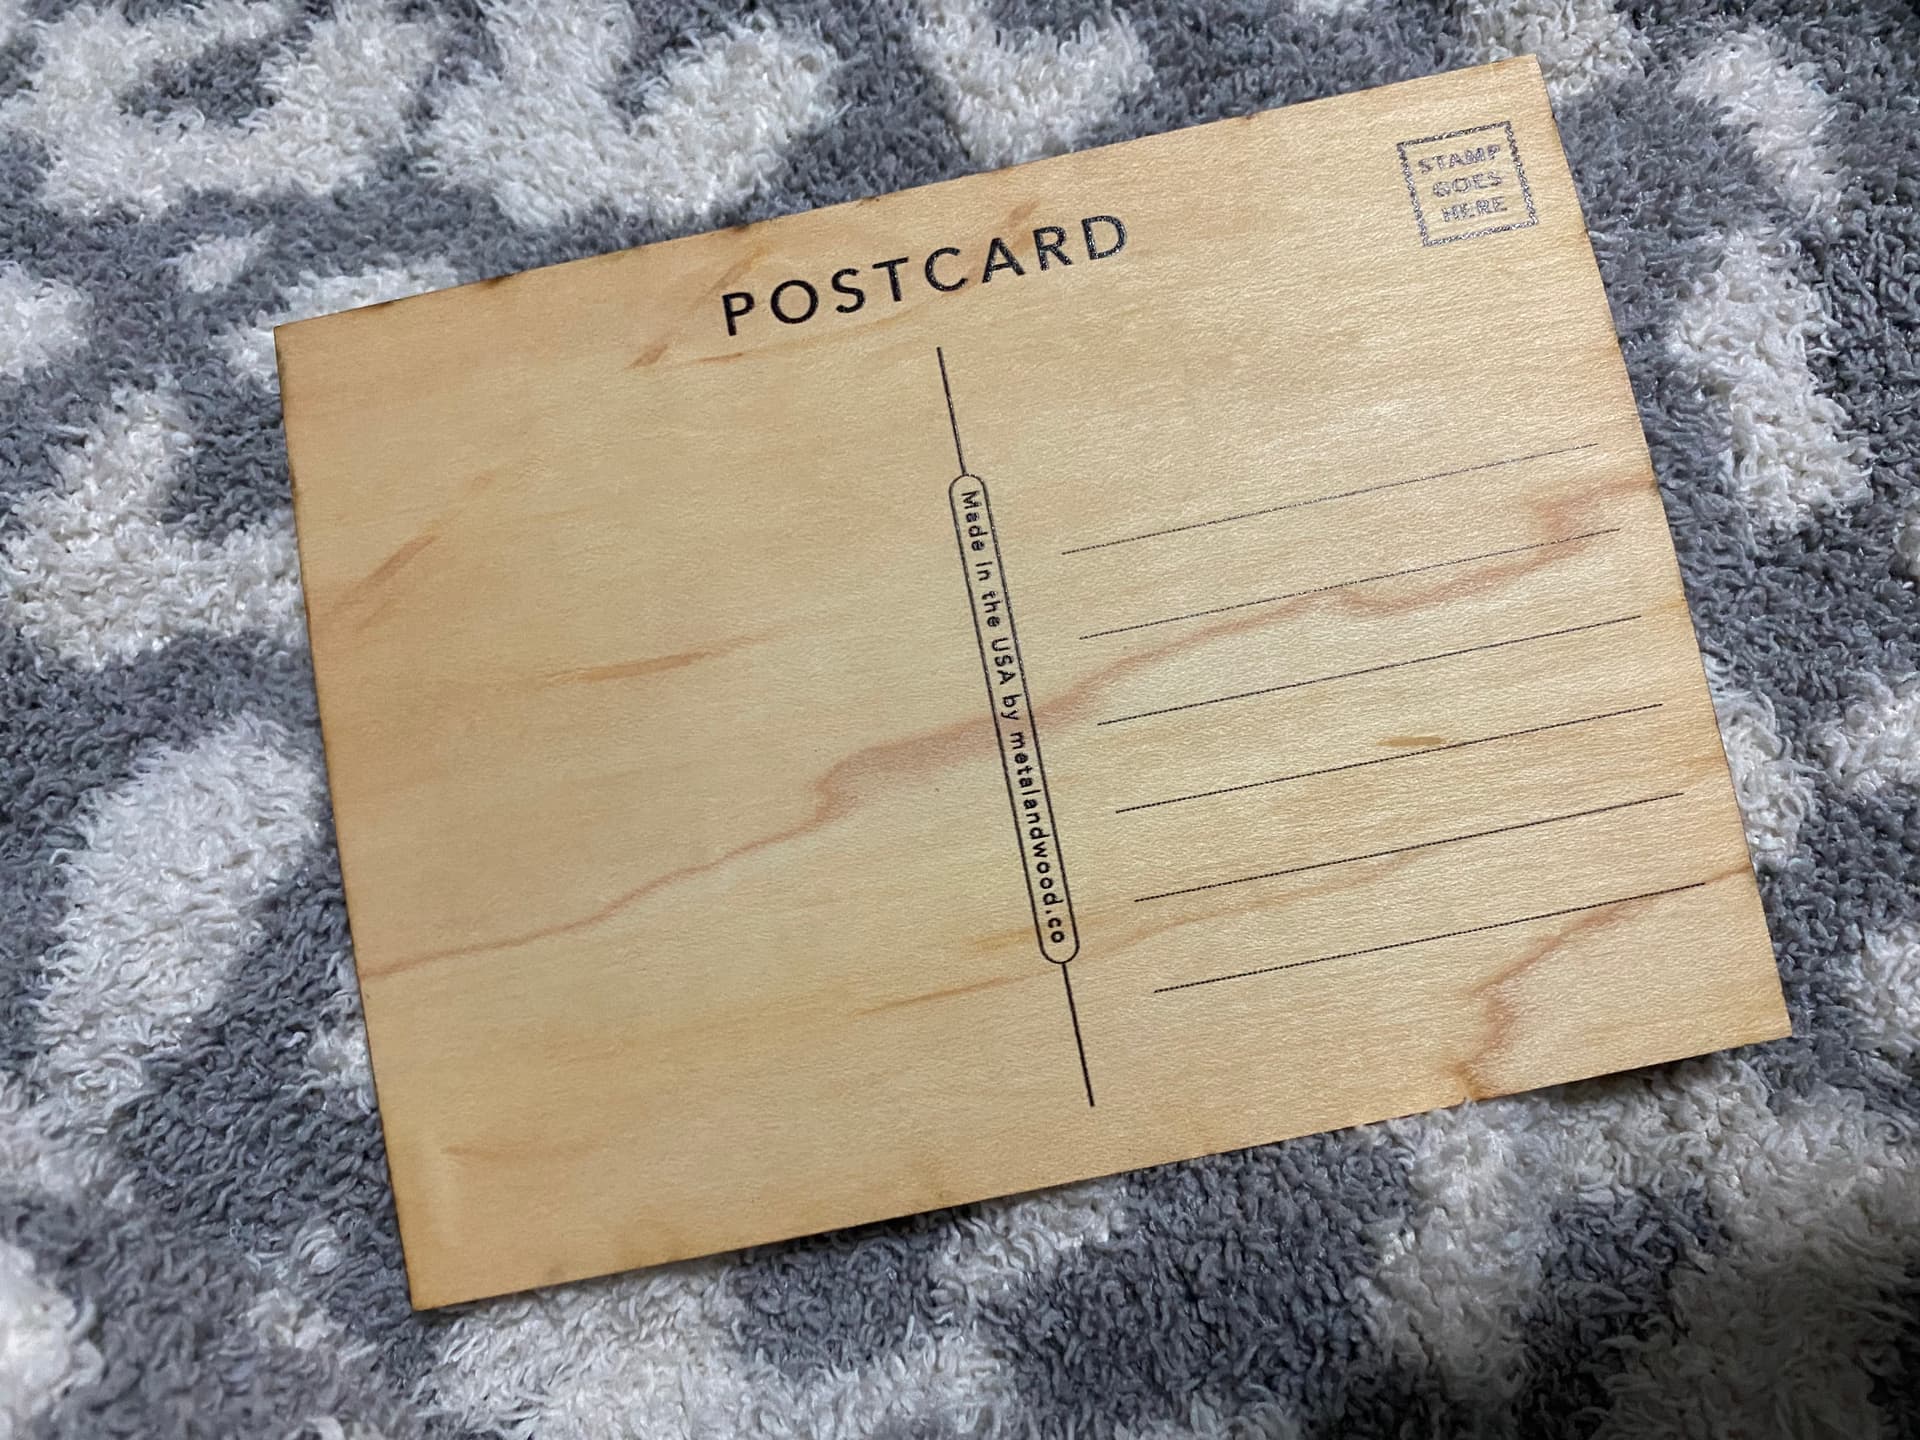 POSTCARD
STAMP
GOES
HERE
Made in the USA by metalandwood.co